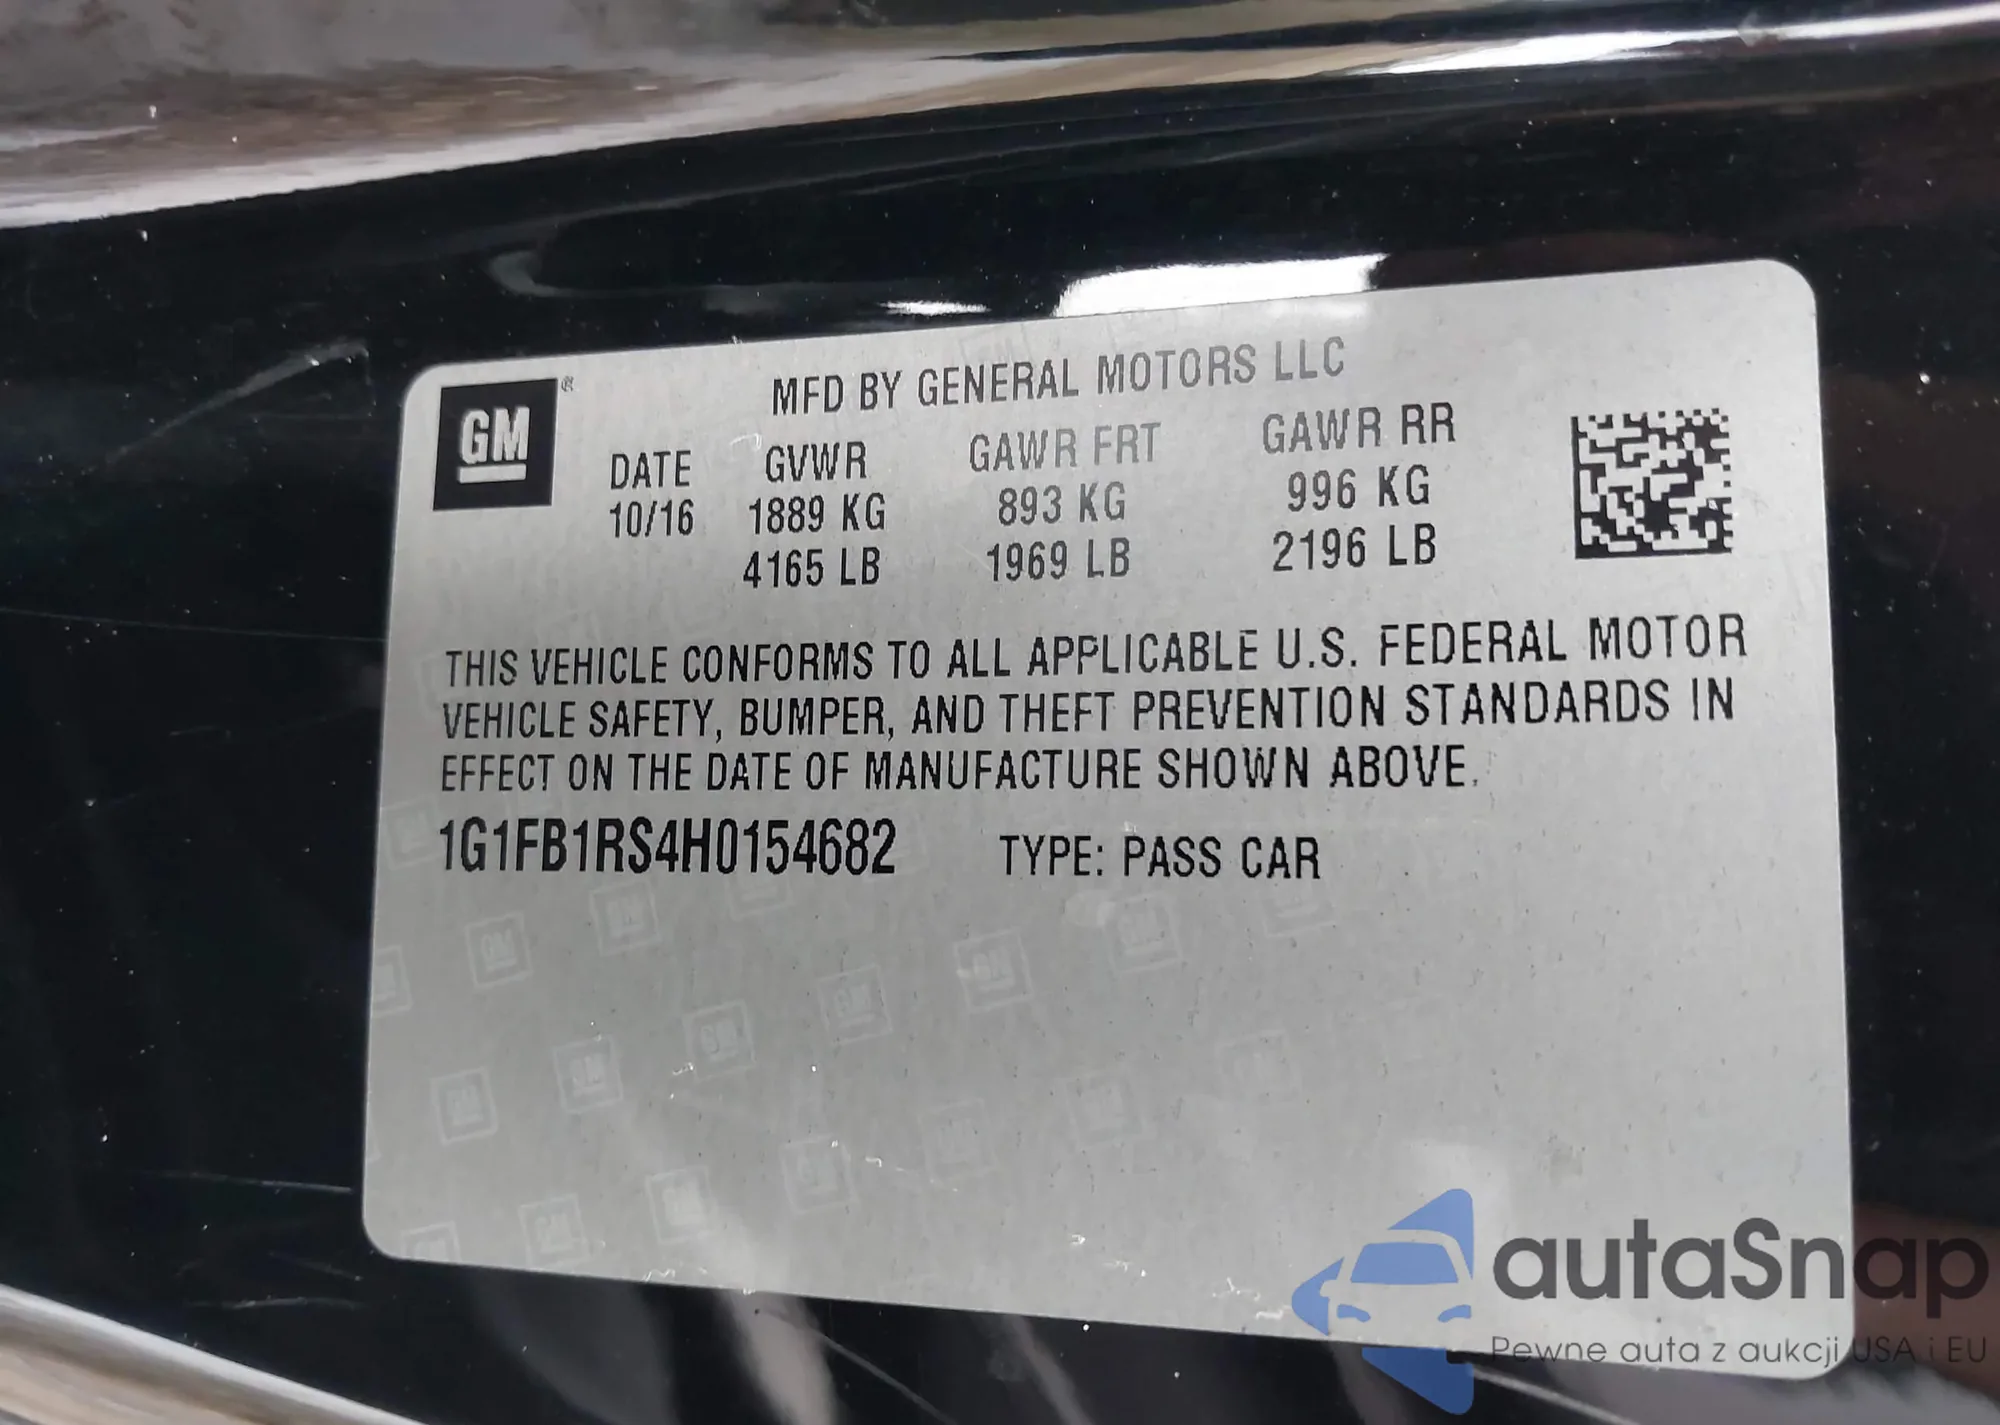 GM ®
MFD BY GENERAL MOTORS LLC
DATE GVWR GAWR FRT GAWR RR
10/16 1889 KG 893 KG 996 KG
4165 LB 1969 LB 2196 LB
THIS VEHICLE CONFORMS TO ALL APPLICABLE U.S. FEDERAL MOTOR
VEHICLE SAFETY, BUMPER, AND THEFT PREVENTION STANDARDS IN
EFFECT ON THE DATE OF MANUFACTURE SHOWN ABOVE.
1G1FB1RS4H0154682 TYPE: PASS CAR
autaSnap
Pewne auta z aukcji USA i EU